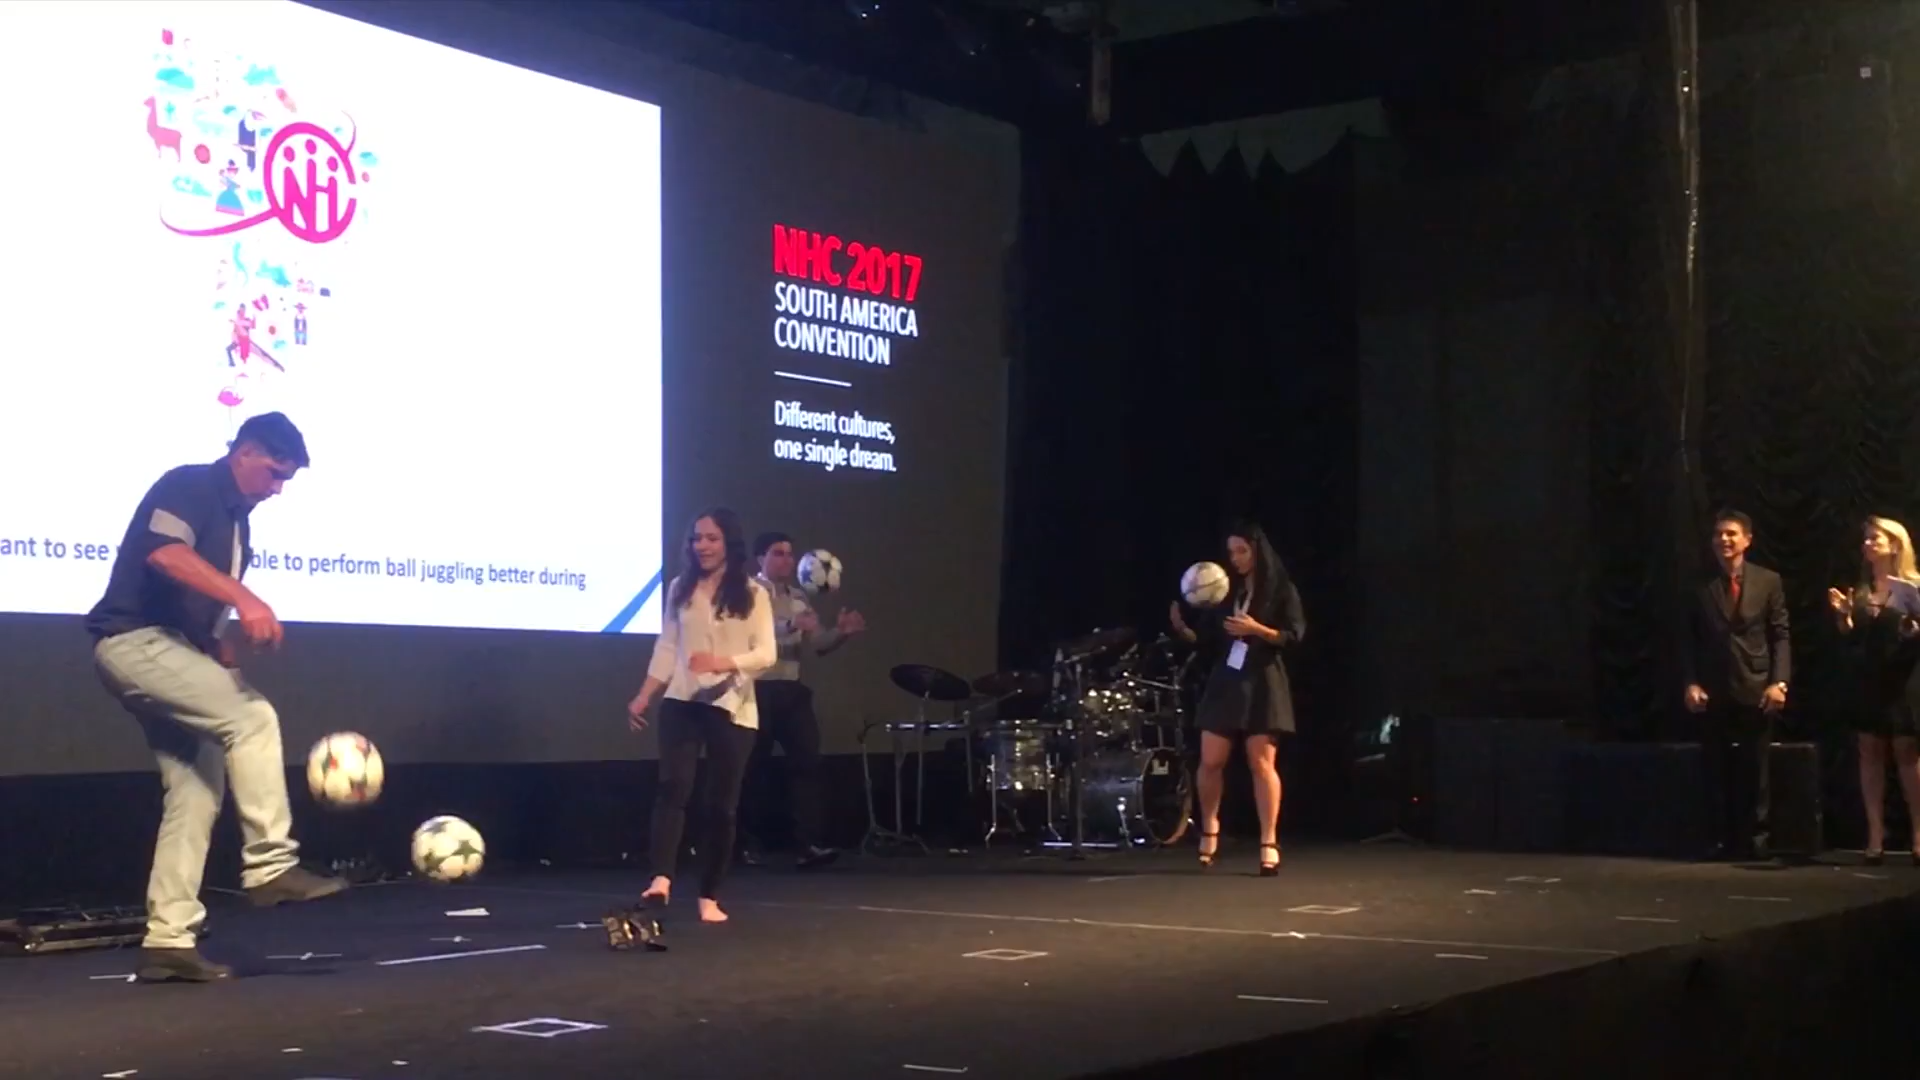 NHC
NHC 2017
SOUTH AMERICA
CONVENTION
Different cultures,
one single dream.
ant to see ble to perform ball juggling better during